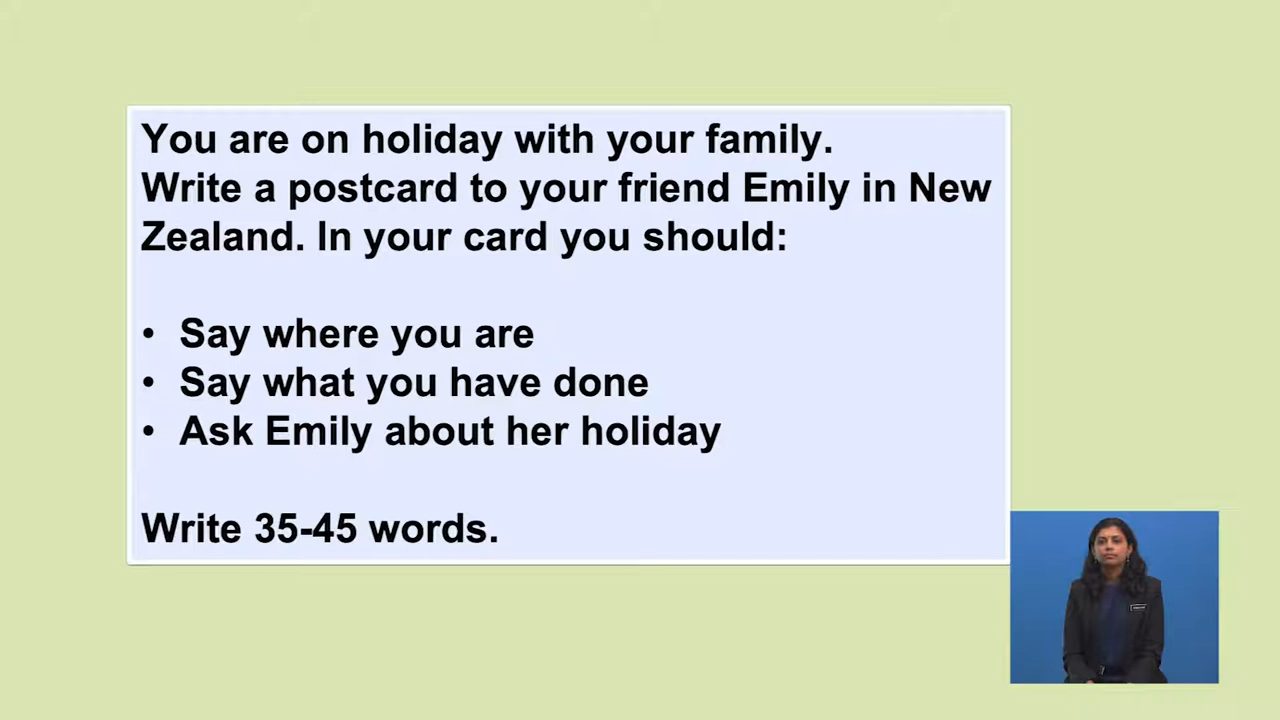 You are on holiday with your family.
Write a postcard to your friend Emily in New
Zealand. In your card you should:
• Say where you are
• Say what you have done
• Ask Emily about her holiday
Write 35-45 words.